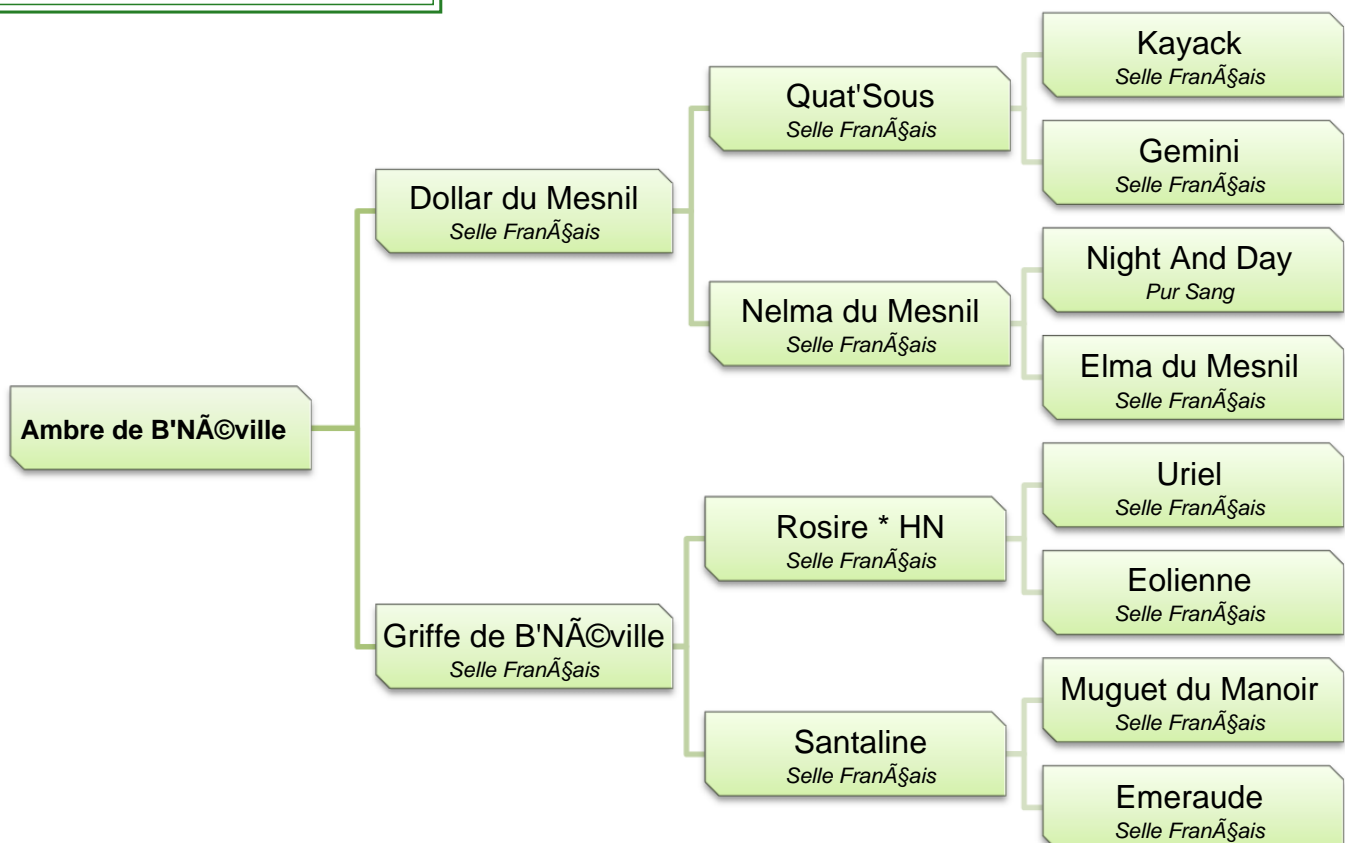 Kayack
Selle FranÃ§ais
Quat'Sous
Selle FranÃ§ais
Gemini
Selle FranÃ§ais
Dollar du Mesnil
Selle FranÃ§ais
Night And Day
Pur Sang
Nelma du Mesnil
Selle FranÃ§ais
Elma du Mesnil
Selle FranÃ§ais
Ambre de B'NÃ©ville
Uriel
Selle FranÃ§ais
Rosire * HN
Selle FranÃ§ais
Eolienne
Selle FranÃ§ais
Griffe de B'NÃ©ville
Selle FranÃ§ais
Muguet du Manoir
Selle FranÃ§ais
Santaline
Selle FranÃ§ais
Emeraude
Selle FranÃ§ais